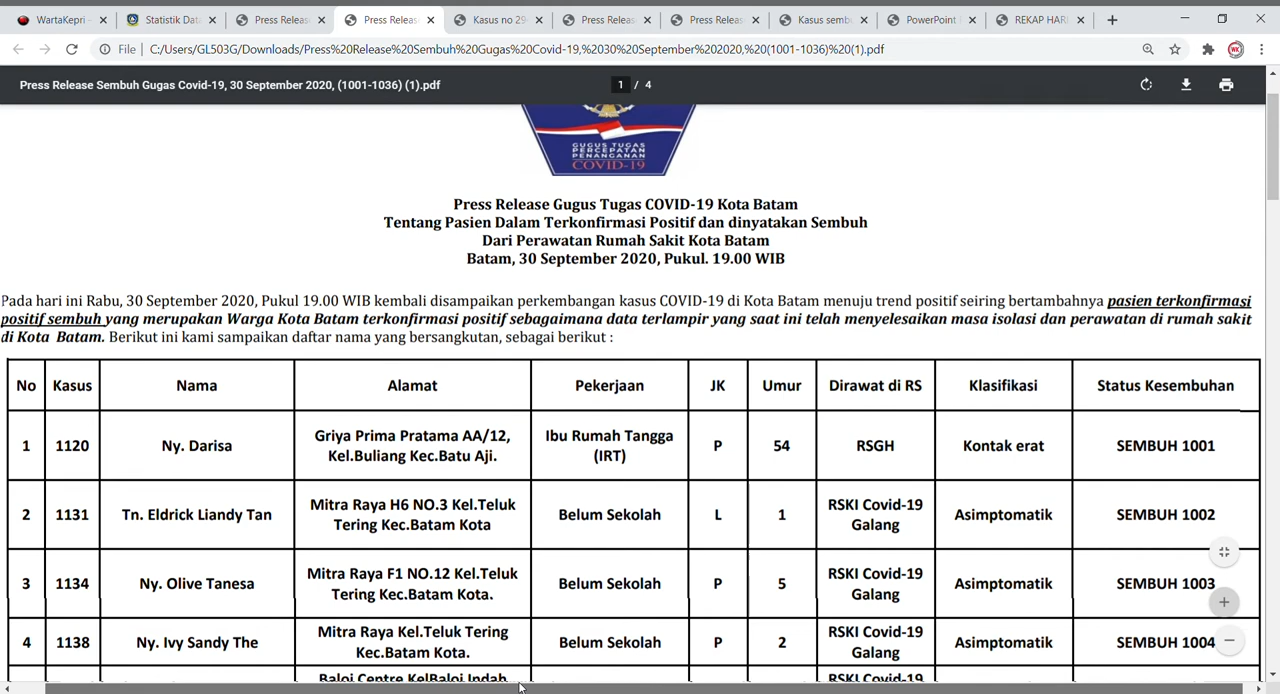 WartaKepri -
Statistik Dat
Press Releas
Press Releas
Kasus no 29
Press Releas
Press Releas
Kasus semb
PowerPoint
REKAP HARI
File
C:/Users/GL503G/Downloads/Press%20Release%20Sembuh%20Gugas%20Covid-19,%2030%20September%202020,%20(1001-1036)%20(1).pdf
Press Release Sembuh Gugas Covid-19, 30 September 2020, (1001-1036) (1).pdf
1 / 4
GUGUS TUGAS
PERCEPATAN
PENANGANAN
COVID-19
Press Release Gugus Tugas COVID-19 Kota Batam
Tentang Pasien Dalam Terkonfirmasi Positif dan dinyatakan Sembuh
Dari Perawatan Rumah Sakit Kota Batam
Batam, 30 September 2020, Pukul. 19.00 WIB
Pada hari ini Rabu, 30 September 2020, Pukul 19.00 WIB kembali disampaikan perkembangan kasus COVID-19 di Kota Batam menuju trend positif seiring bertambahnya pasien terkonfirmasi
positif sembuh yang merupakan Warga Kota Batam terkonfirmasi positif sebagaimana data terlampir yang saat ini telah menyelesaikan masa isolasi dan perawatan di rumah sakit
di Kota Batam. Berikut ini kami sampaikan daftar nama yang bersangkutan, sebagai berikut :
No Kasus Nama Alamat Pekerjaan JK Umur Dirawat di RS Klasifikasi Status Kesembuhan
1 1120 Ny. Darisa Griya Prima Pratama AA/12, Kel.Buliang Kec.Batu Aji. Ibu Rumah Tangga (IRT) P 54 RSGH Kontak erat SEMBUH 1001
2 1131 Tn. Eldrick Liandy Tan Mitra Raya H6 NO.3 Kel.Teluk Tering Kec.Batam Kota Belum Sekolah L 1 RSKI Covid-19 Galang Asimptomatik SEMBUH 1002
3 1134 Ny. Olive Tanesa Mitra Raya F1 NO.12 Kel.Teluk Tering Kec.Batam Kota. Belum Sekolah P 5 RSKI Covid-19 Galang Asimptomatik SEMBUH 1003
4 1138 Ny. Ivy Sandy The Mitra Raya Kel.Teluk Tering Kec.Batam Kota. Belum Sekolah P 2 RSKI Covid-19 Galang Asimptomatik SEMBUH 1004
Baloi Centre KelBaloi Indah RSKI Covid-19